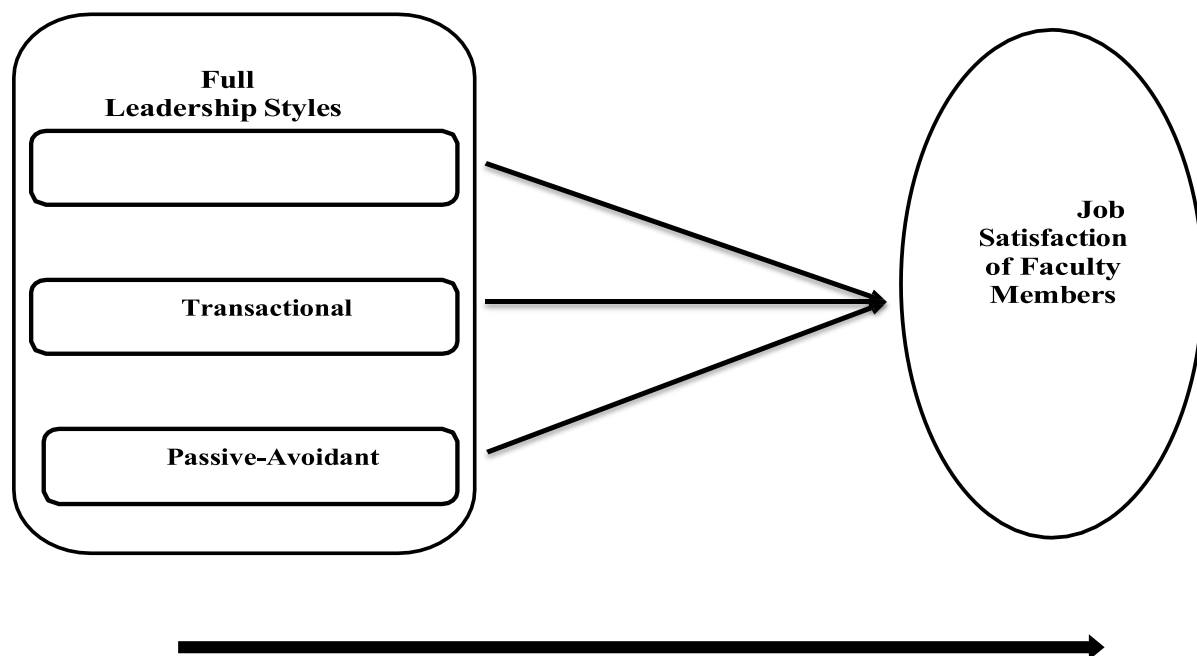 Full
Leadership Styles
Transactional
Passive-Avoidant
Job
Satisfaction
of Faculty
Members